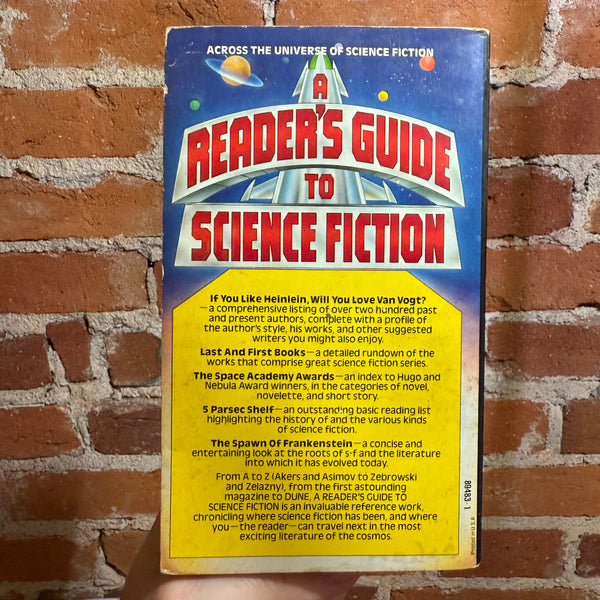 ACROSS THE UNIVERSE OF SCIENCE FICTION
A
READER'S GUIDE
TO
SCIENCE FICTION
If You Like Heinlein, Will You Love Van Vogt?
—a comprehensive listing of over two hundred past
and present authors, complete with a profile of
the author's style, his works, and other suggested
writers you might also enjoy.
Last And First Books—a detailed rundown of the
works that comprise great science fiction series.
The Space Academy Awards—an index to Hugo and
Nebula Award winners, in the categories of novel,
novelette, and short story.
5 Parsec Shelf—an outstanding basic reading list
highlighting the history of and the various kinds
of science fiction.
The Spawn Of Frankenstein—a concise and
entertaining look at the roots of s-f and the literature
into which it has evolved today.
From A to Z (Akers and Asimov to Zebrowski
and Zelazny), from the first astounding
magazine to DUNE, A READER'S GUIDE TO
SCIENCE FICTION is an invaluable reference work,
chronicling where science fiction has been, and where
you—the reader—can travel next in the most
exciting literature of the cosmos.
89483·1
Printed in U.S.A.